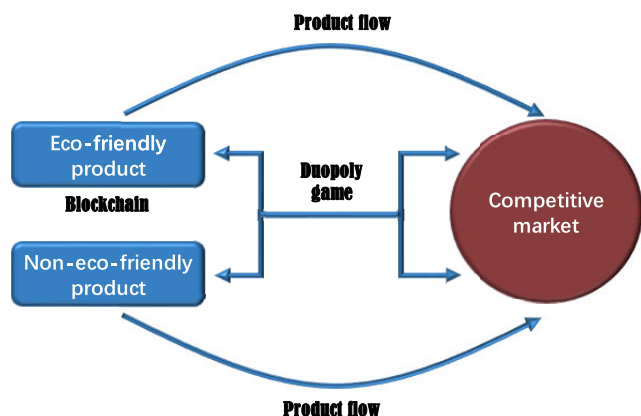 Product flow
Eco-friendly
product
Blockchain
Duopoly
game
Competitive
market
Non-eco-friendly
product
Product flow